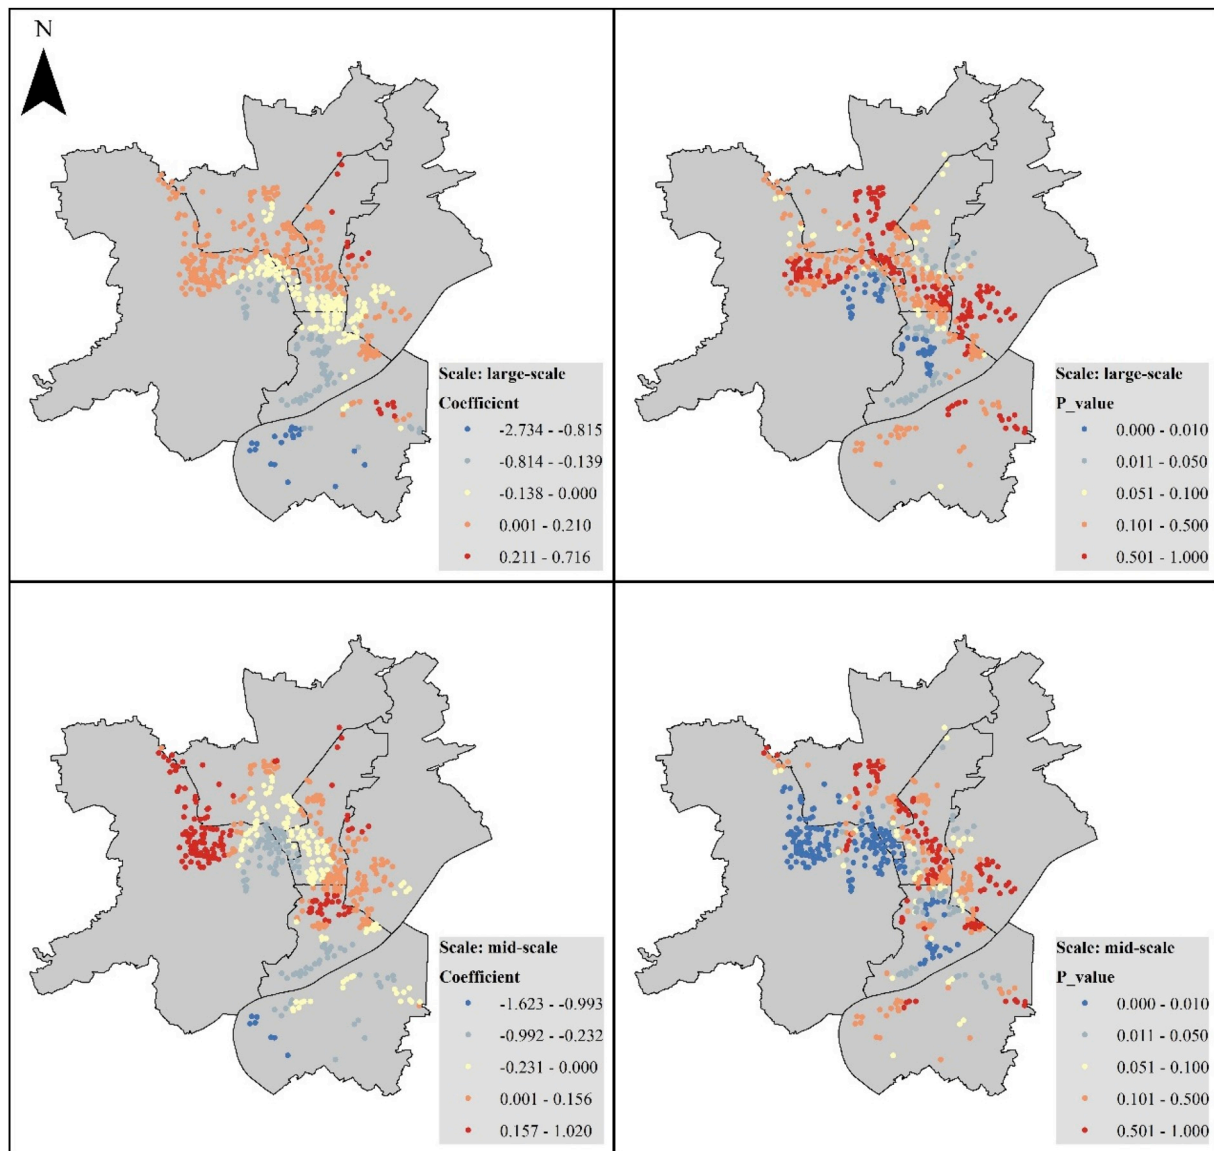 N
Scale: large-scale
Coefficient
-2.734 - -0.815
-0.814 - -0.139
-0.138 - 0.000
0.001 - 0.210
0.211 - 0.716
Scale: large-scale
P_value
0.000 - 0.010
0.011 - 0.050
0.051 - 0.100
0.101 - 0.500
0.501 - 1.000
Scale: mid-scale
Coefficient
-1.623 - -0.993
-0.992 - -0.232
-0.231 - 0.000
0.001 - 0.156
0.157 - 1.020
Scale: mid-scale
P_value
0.000 - 0.010
0.011 - 0.050
0.051 - 0.100
0.101 - 0.500
0.501 - 1.000